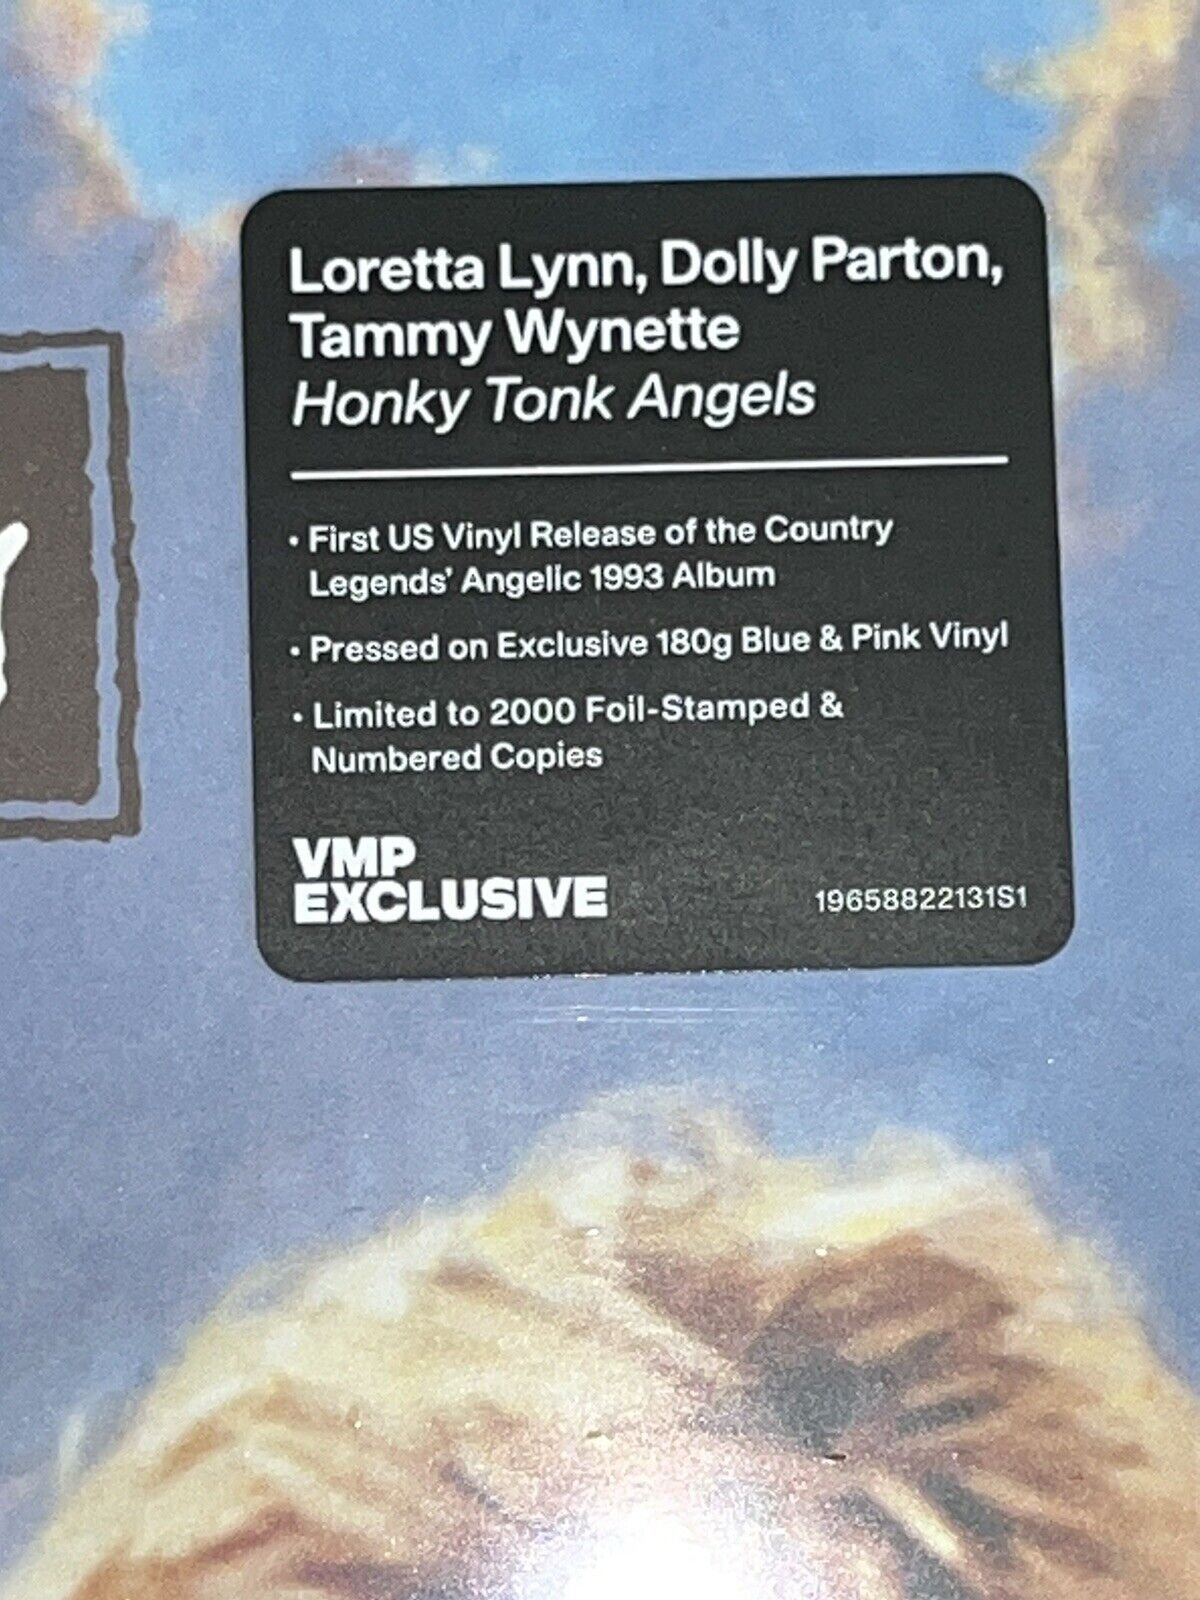 Loretta Lynn, Dolly Parton,
Tammy Wynette
Honky Tonk Angels
• First US Vinyl Release of the Country
Legends' Angelic 1993 Album
• Pressed on Exclusive 180g Blue & Pink Vinyl
• Limited to 2000 Foil-Stamped &
Numbered Copies
VMP
EXCLUSIVE
19658822131S1